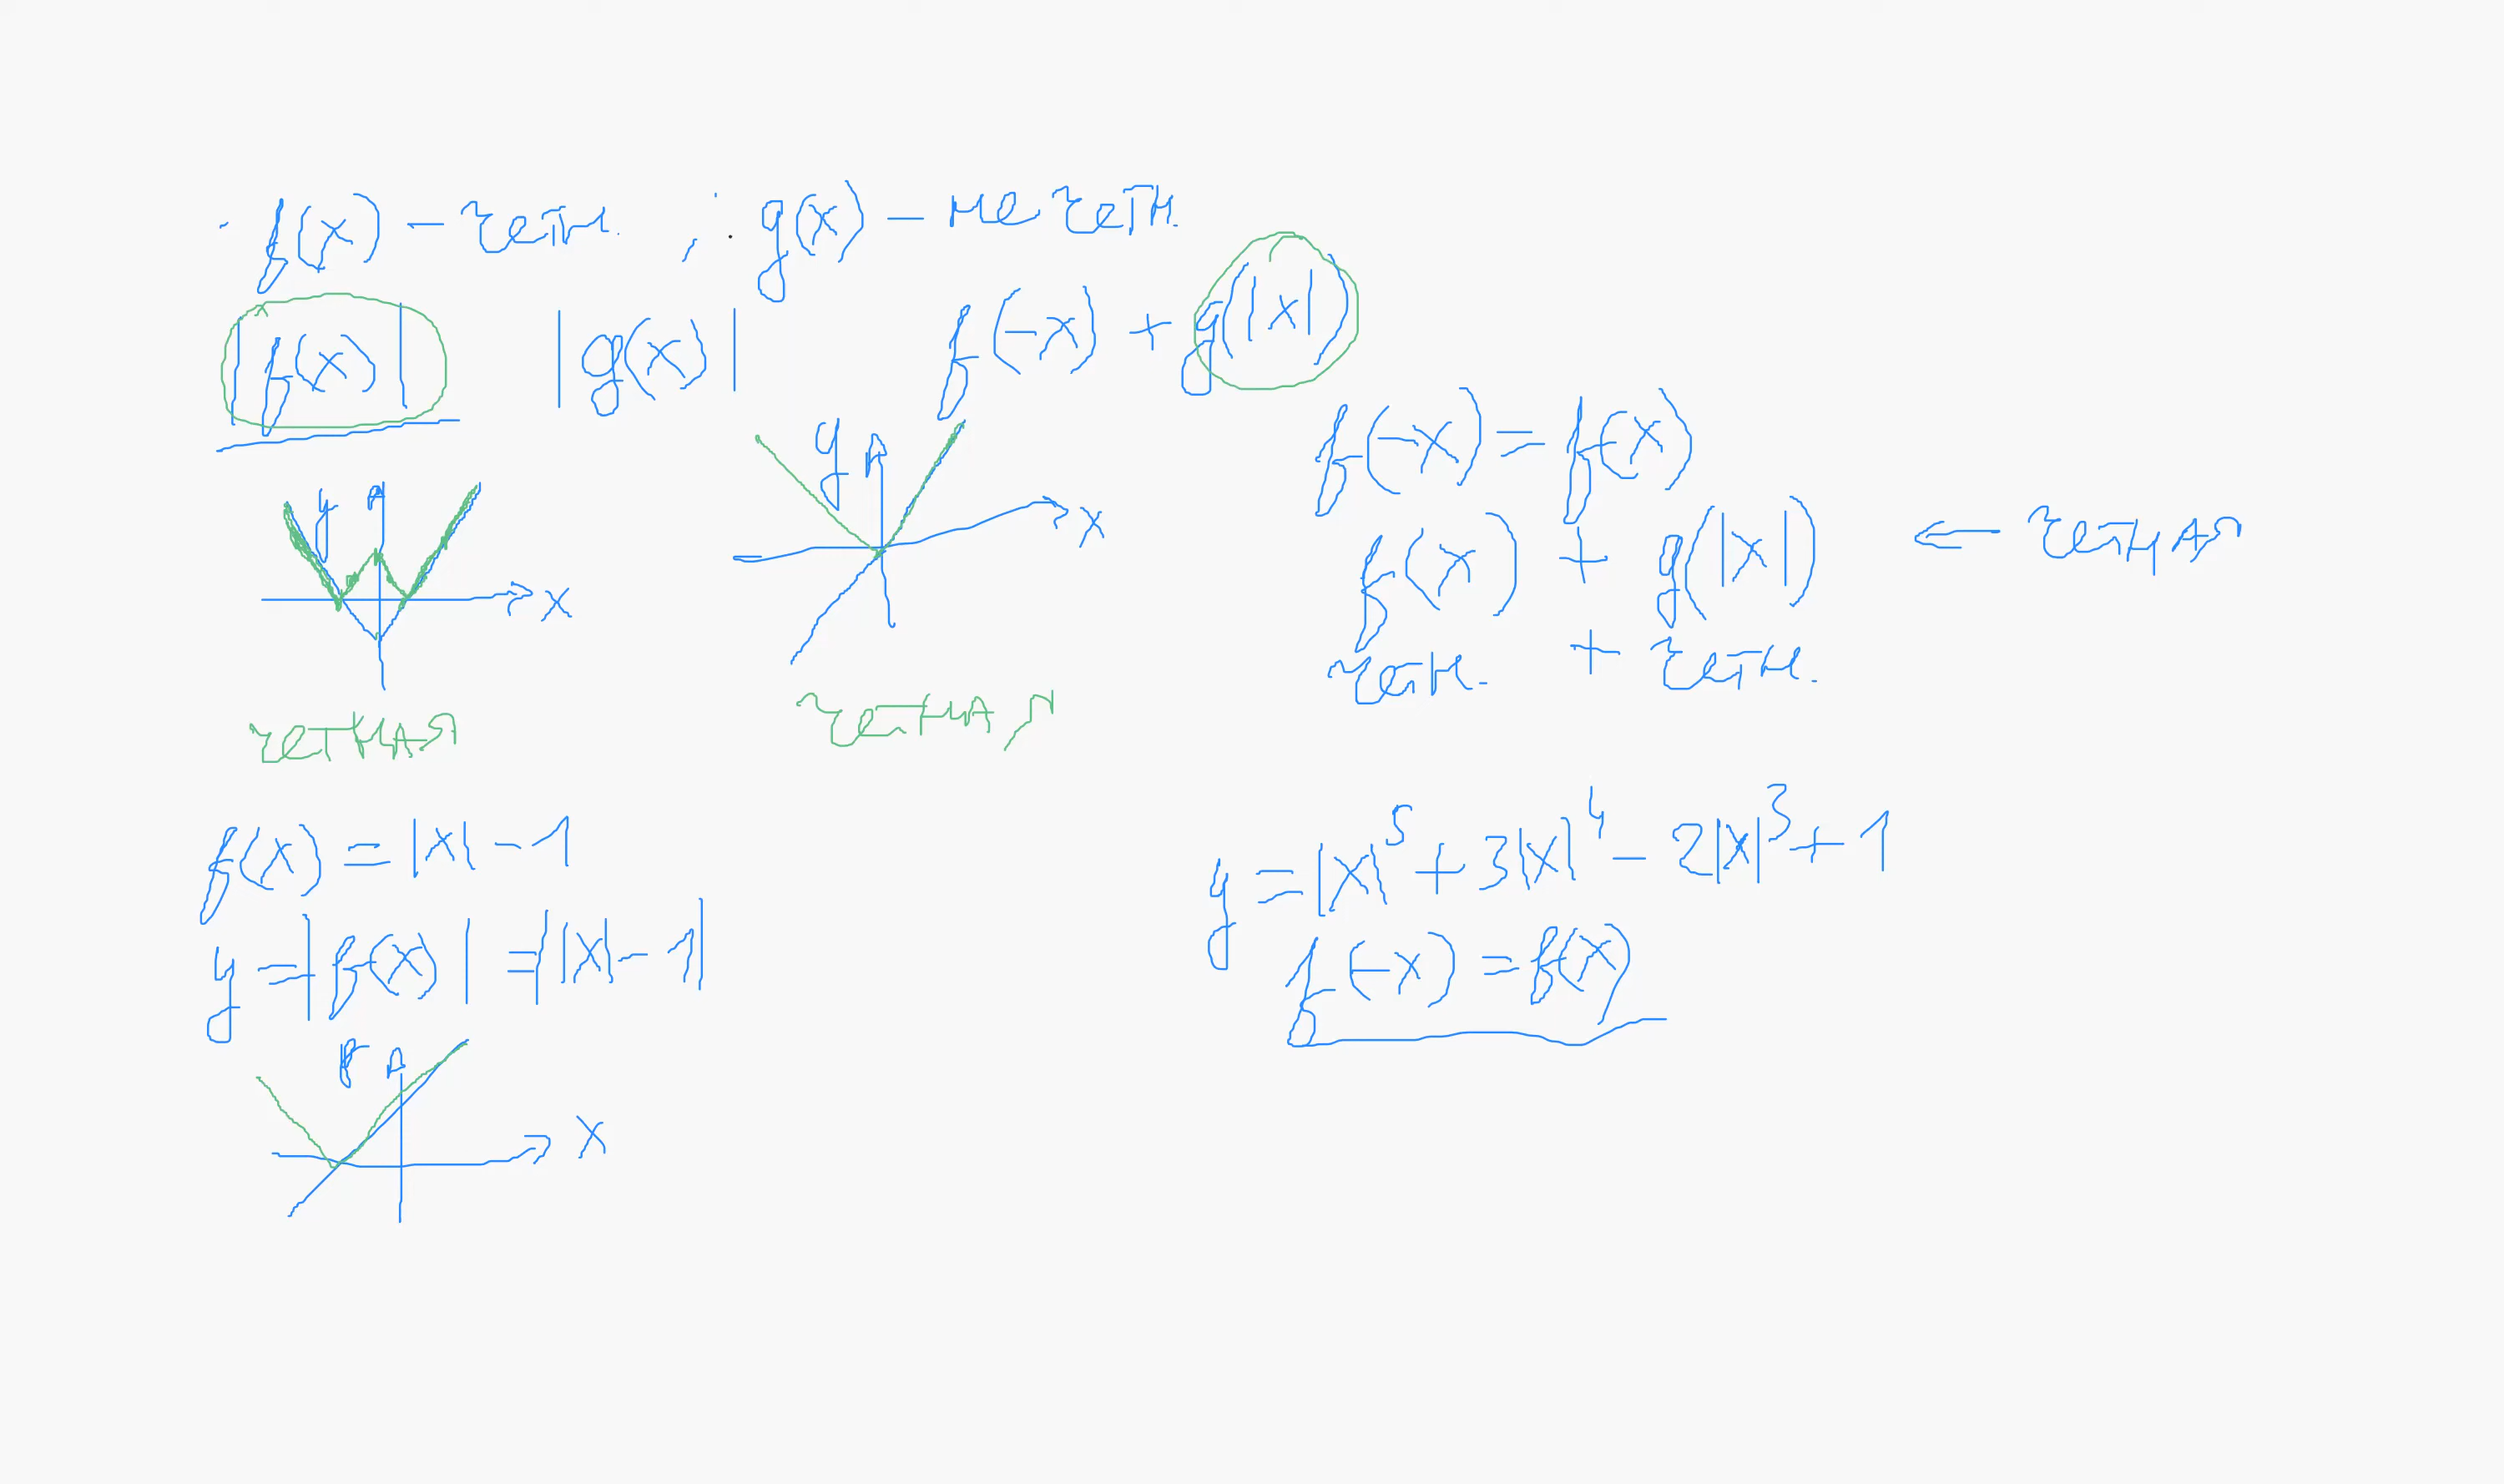 f(x) — четн. ; g(x) — не четн.
|f(x)| |g(x)| f(-x) + g(|x|)
f(-x) = f(x)
f(x) + g(|x|) ← четная
четн. + четн.
y x
y x
четная
четная
f(x) = |x| - 1
y = |f(x)| = ||x| - 1|
x
y = |x|^5 + 3|x|^4 - 2|x|^3 + 1
f(-x) = f(x)